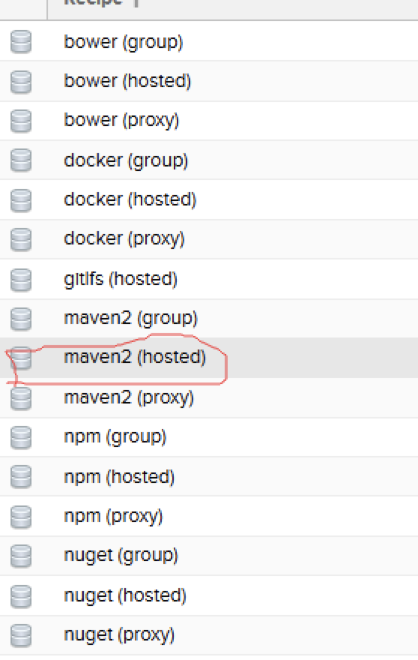 Recipe ↑
bower (group)
bower (hosted)
bower (proxy)
docker (group)
docker (hosted)
docker (proxy)
gitlfs (hosted)
maven2 (group)
maven2 (hosted)
maven2 (proxy)
npm (group)
npm (hosted)
npm (proxy)
nuget (group)
nuget (hosted)
nuget (proxy)